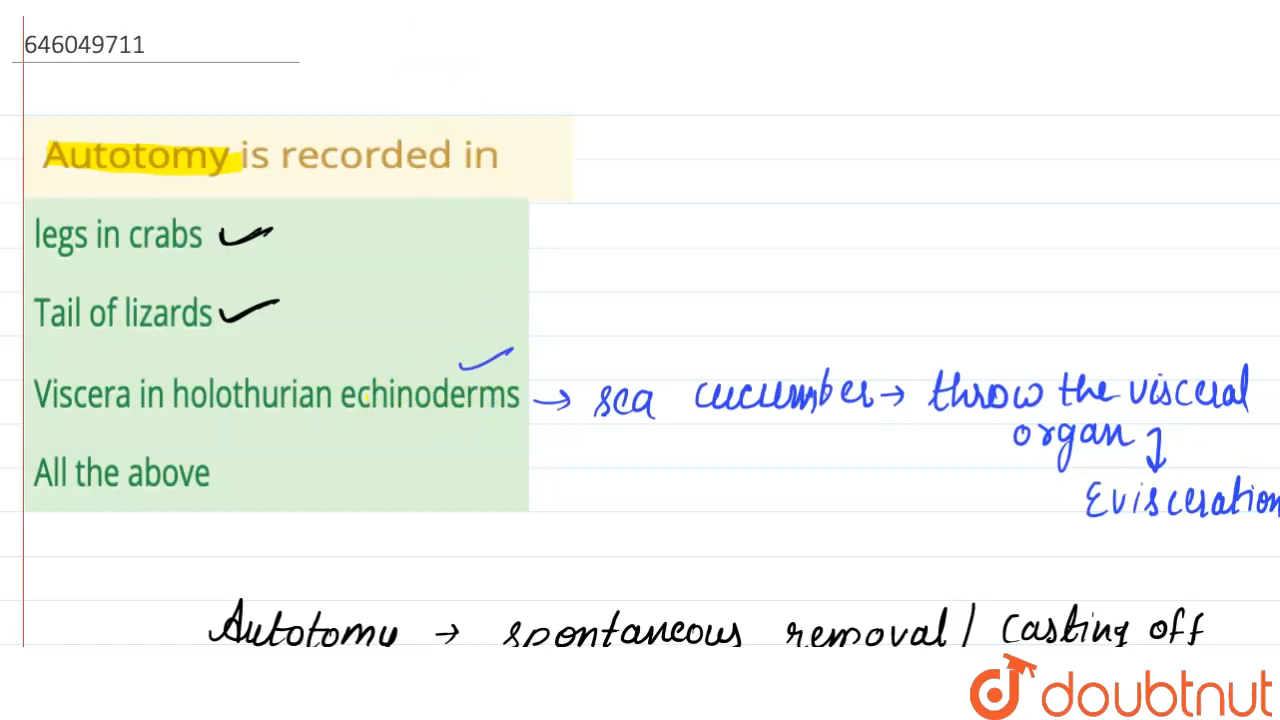 646049711
Autotomy is recorded in
legs in crabs
Tail of lizards
Viscera in holothurian echinoderms → sea cucumber → throw the visceral
organ
Evisceration
All the above
Autotomy → spontaneous removal / casting off
doubtnut